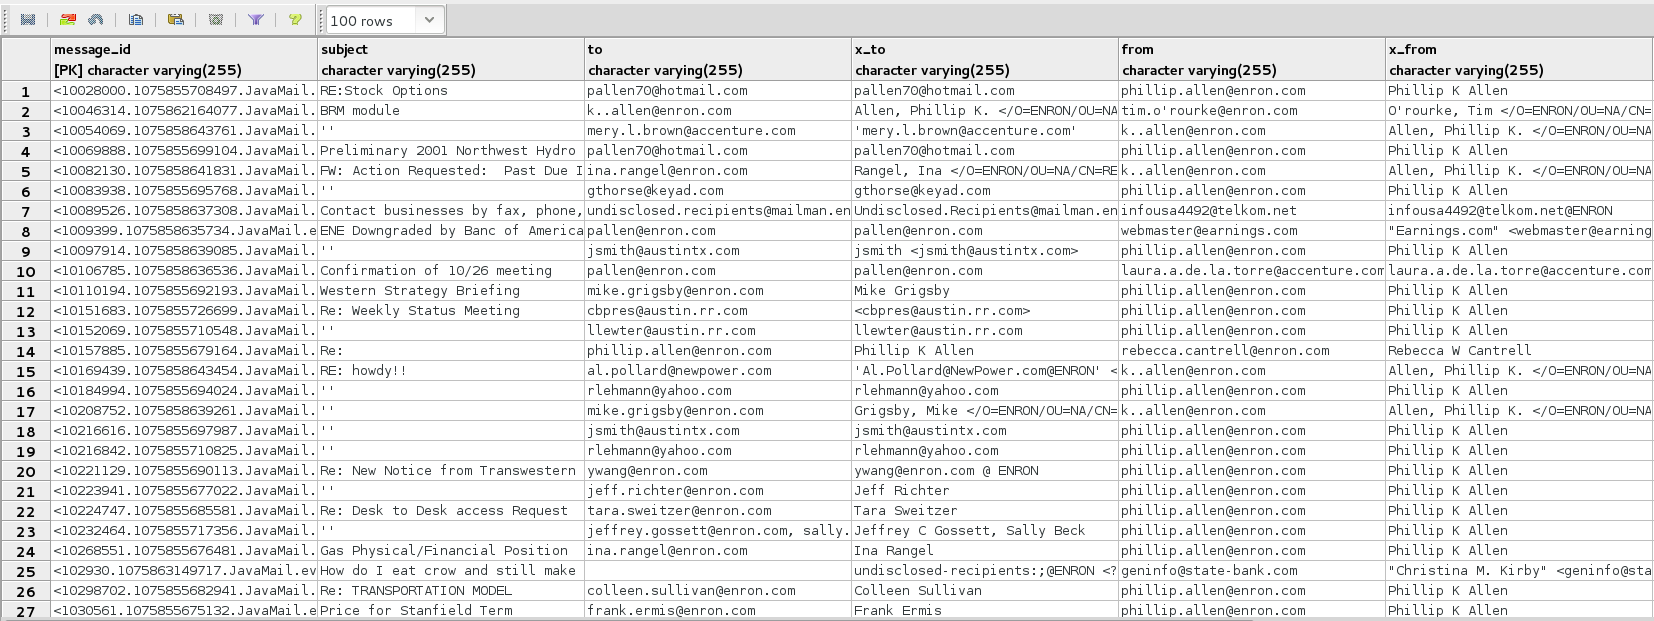 100 rows
message_id subject to x_to from x_from
[PK] character varying(255) character varying(255) character varying(255) character varying(255) character varying(255) character varying(255)
1 <10028000.1075855708497.JavaMail. RE:Stock Options pallen70@hotmail.com pallen70@hotmail.com phillip.allen@enron.com Phillip K Allen
2 <10046314.1075862164077.JavaMail. BRM module k..allen@enron.com Allen, Phillip K. </O=ENRON/OU=NA tim.o'rourke@enron.com O'rourke, Tim </O=ENRON/OU=NA/CN=
3 <10054069.1075858643761.JavaMail. '' mery.l.brown@accenture.com 'mery.l.brown@accenture.com' k..allen@enron.com Allen, Phillip K. </O=ENRON/OU=NA
4 <10069888.1075855699104.JavaMail. Preliminary 2001 Northwest Hydro pallen70@hotmail.com pallen70@hotmail.com phillip.allen@enron.com Phillip K Allen
5 <10082130.1075858641831.JavaMail. FW: Action Requested:  Past Due I ina.rangel@enron.com Rangel, Ina </O=ENRON/OU=NA/CN=RE k..allen@enron.com Allen, Phillip K. </O=ENRON/OU=NA
6 <10083938.1075855695768.JavaMail. '' gthorse@keyad.com gthorse@keyad.com phillip.allen@enron.com Phillip K Allen
7 <10089526.1075858637308.JavaMail. Contact businesses by fax, phone, undisclosed.recipients@mailman.en Undisclosed.Recipients@mailman.en infousa4492@telkom.net infousa4492@telkom.net@ENRON
8 <1009399.1075858635734.JavaMail.e ENE Downgraded by Banc of America pallen@enron.com pallen@enron.com webmaster@earnings.com "Earnings.com" <webmaster@earning
9 <10097914.1075858639085.JavaMail. '' jsmith@austintx.com jsmith <jsmith@austintx.com> phillip.allen@enron.com Phillip K Allen
10 <10106785.1075858636536.JavaMail. Confirmation of 10/26 meeting pallen@enron.com pallen@enron.com laura.a.de.la.torre@accenture.com laura.a.de.la.torre@accenture.com
11 <10110194.1075855692193.JavaMail. Western Strategy Briefing mike.grigsby@enron.com Mike Grigsby phillip.allen@enron.com Phillip K Allen
12 <10151683.1075855726699.JavaMail. Re: Weekly Status Meeting cbpres@austin.rr.com <cbpres@austin.rr.com> phillip.allen@enron.com Phillip K Allen
13 <10152069.1075855710548.JavaMail. '' llewter@austin.rr.com llewter@austin.rr.com phillip.allen@enron.com Phillip K Allen
14 <10157885.1075855679164.JavaMail. Re: phillip.allen@enron.com Phillip K Allen rebecca.cantrell@enron.com Rebecca W Cantrell
15 <10169439.1075858643454.JavaMail. RE: howdy!! al.pollard@newpower.com 'Al.Pollard@NewPower.com@ENRON' < k..allen@enron.com Allen, Phillip K. </O=ENRON/OU=NA
16 <10184994.1075855694024.JavaMail. '' rlehmann@yahoo.com rlehmann@yahoo.com phillip.allen@enron.com Phillip K Allen
17 <10208752.1075858639261.JavaMail. '' mike.grigsby@enron.com Grigsby, Mike </O=ENRON/OU=NA/CN= k..allen@enron.com Allen, Phillip K. </O=ENRON/OU=NA
18 <10216616.1075855697987.JavaMail. '' jsmith@austintx.com jsmith@austintx.com phillip.allen@enron.com Phillip K Allen
19 <10216842.1075855710825.JavaMail. '' rlehmann@yahoo.com rlehmann@yahoo.com phillip.allen@enron.com Phillip K Allen
20 <10221129.1075855690113.JavaMail. Re: New Notice from Transwestern ywang@enron.com ywang@enron.com @ ENRON phillip.allen@enron.com Phillip K Allen
21 <10223941.1075855677022.JavaMail. '' jeff.richter@enron.com Jeff Richter phillip.allen@enron.com Phillip K Allen
22 <10224747.1075855685581.JavaMail. Re: Desk to Desk access Request tara.sweitzer@enron.com Tara Sweitzer phillip.allen@enron.com Phillip K Allen
23 <10232464.1075855717356.JavaMail. '' jeffrey.gossett@enron.com, sally. Jeffrey C Gossett, Sally Beck phillip.allen@enron.com Phillip K Allen
24 <10268551.1075855676481.JavaMail. Gas Physical/Financial Position ina.rangel@enron.com Ina Rangel phillip.allen@enron.com Phillip K Allen
25 <102930.1075863149717.JavaMail.ev How do I eat crow and still make undisclosed-recipients:;@ENRON <? geninfo@state-bank.com "Christina M. Kirby" <geninfo@sta
26 <10298702.1075855682941.JavaMail. Re: TRANSPORTATION MODEL colleen.sullivan@enron.com Colleen Sullivan phillip.allen@enron.com Phillip K Allen
27 <1030561.1075855675132.JavaMail.e Price for Stanfield Term frank.ermis@enron.com Frank Ermis phillip.allen@enron.com Phillip K Allen